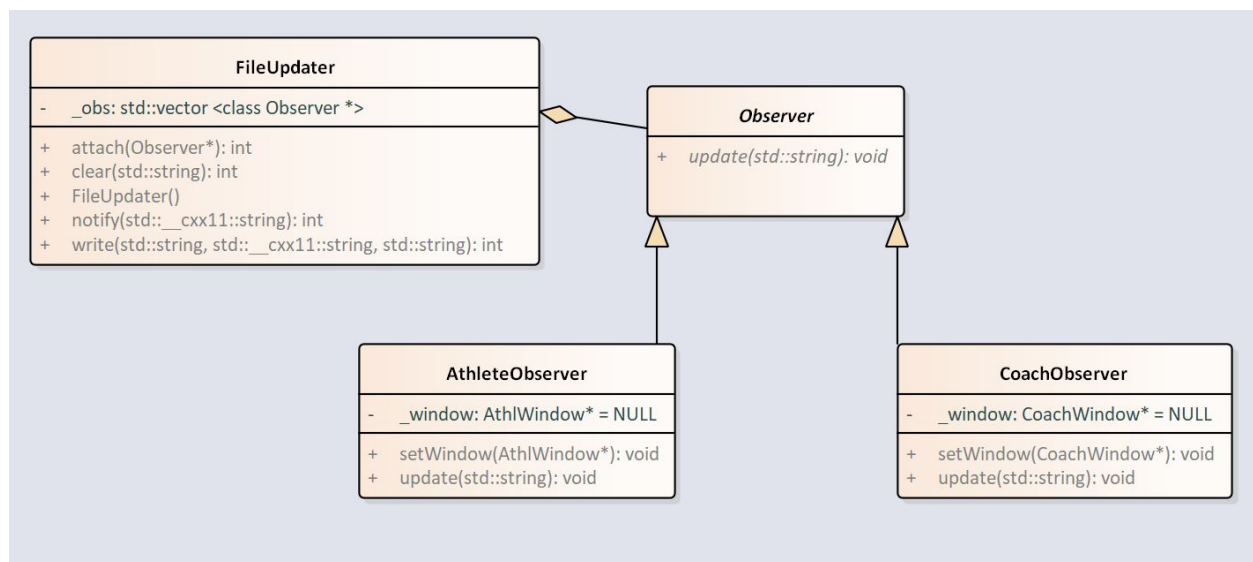 FileUpdater
- _obs: std::vector <class Observer *>
+ attach(Observer*): int
+ clear(std::string): int
+ FileUpdater()
+ notify(std::__cxx11::string): int
+ write(std::string, std::__cxx11::string, std::string): int
Observer
+ update(std::string): void
AthleteObserver
- _window: AthlWindow* = NULL
+ setWindow(AthlWindow*): void
+ update(std::string): void
CoachObserver
- _window: CoachWindow* = NULL
+ setWindow(CoachWindow*): void
+ update(std::string): void